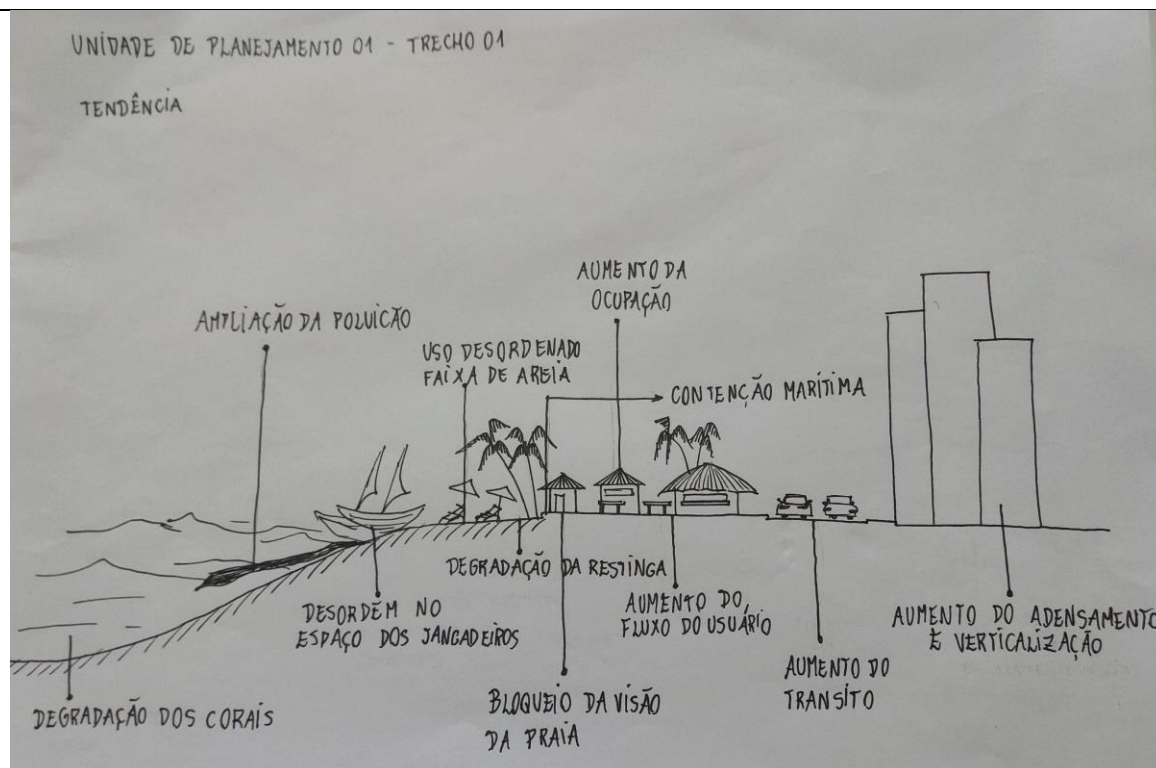 UNIDADE DE PLANEJAMENTO 01 - TRECHO 01
TENDÊNCIA
AUMENTO DA
OCUPAÇÃO
AMPLIAÇÃO DA POLUICÃO
USO DESORDENADO
FAIXA DE AREIA
CONTENÇÃO MARÍTIMA
DEGRADAÇÃO DA RESTINGA
DESORDEM NO
ESPAÇO DOS JANGADEIROS
AUMENTO DO
FLUXO DO USUÁRIO
AUMENTO DO ADENSAMENTO
E VERTICALIZAÇÃO
AUMENTO DO
TRANSITO
BLOQUEIO DA VISÃO
DA PRAIA
DEGRADAÇÃO DOS CORAIS